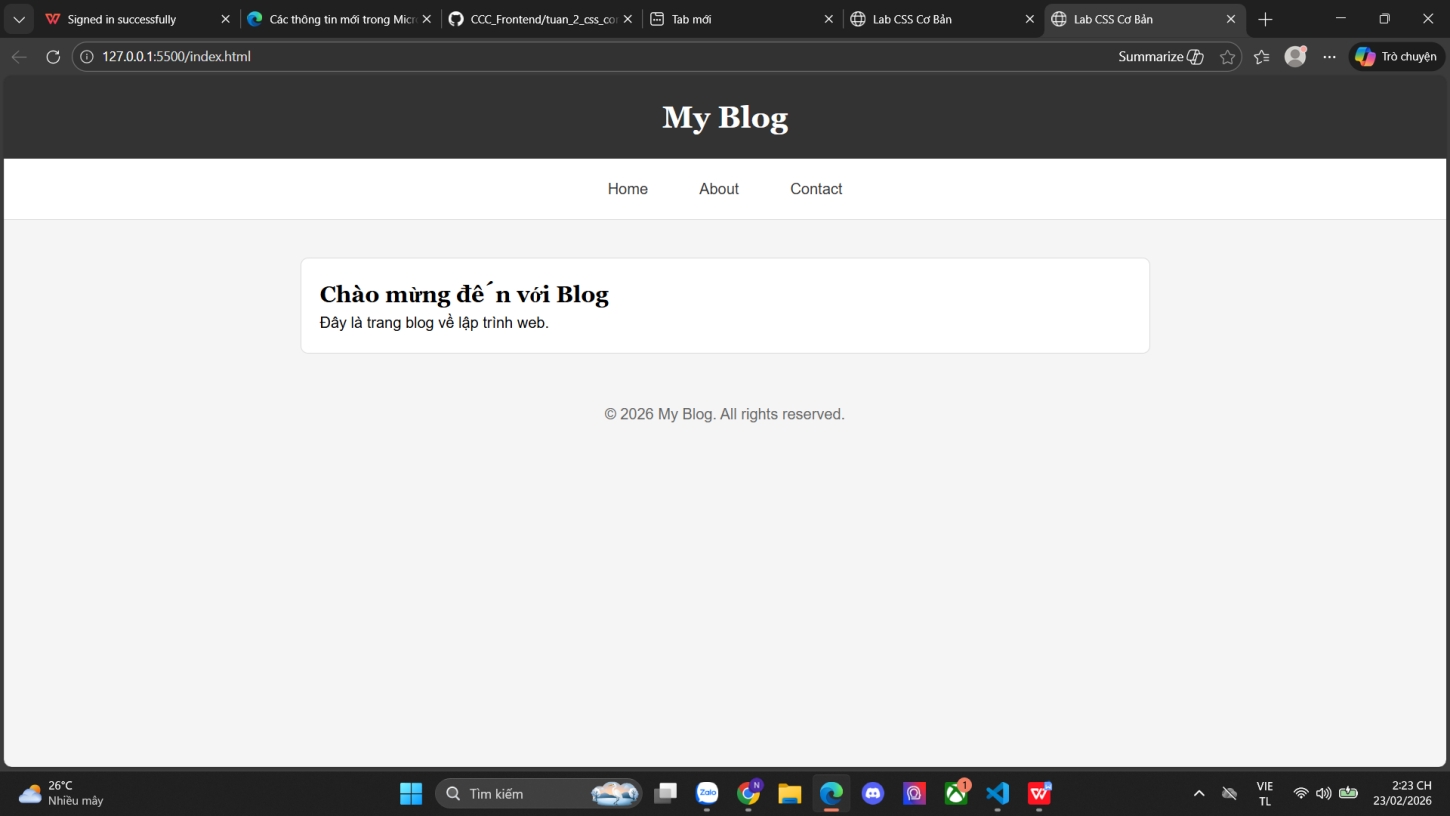 Signed in successfully
Các thông tin mới trong Micr
CCC_Frontend/tuan_2_css_co
Tab mới
Lab CSS Cơ Bản
Lab CSS Cơ Bản
127.0.0.1:5500/index.html
Summarize
Trò chuyện
My Blog
Home
About
Contact
Chào mừng đến với Blog
Đây là trang blog về lập trình web.
© 2026 My Blog. All rights reserved.
26°C
Nhiều mây
Tìm kiếm
Zalo
N
1
VIE
TL
2:23 CH
23/02/2026